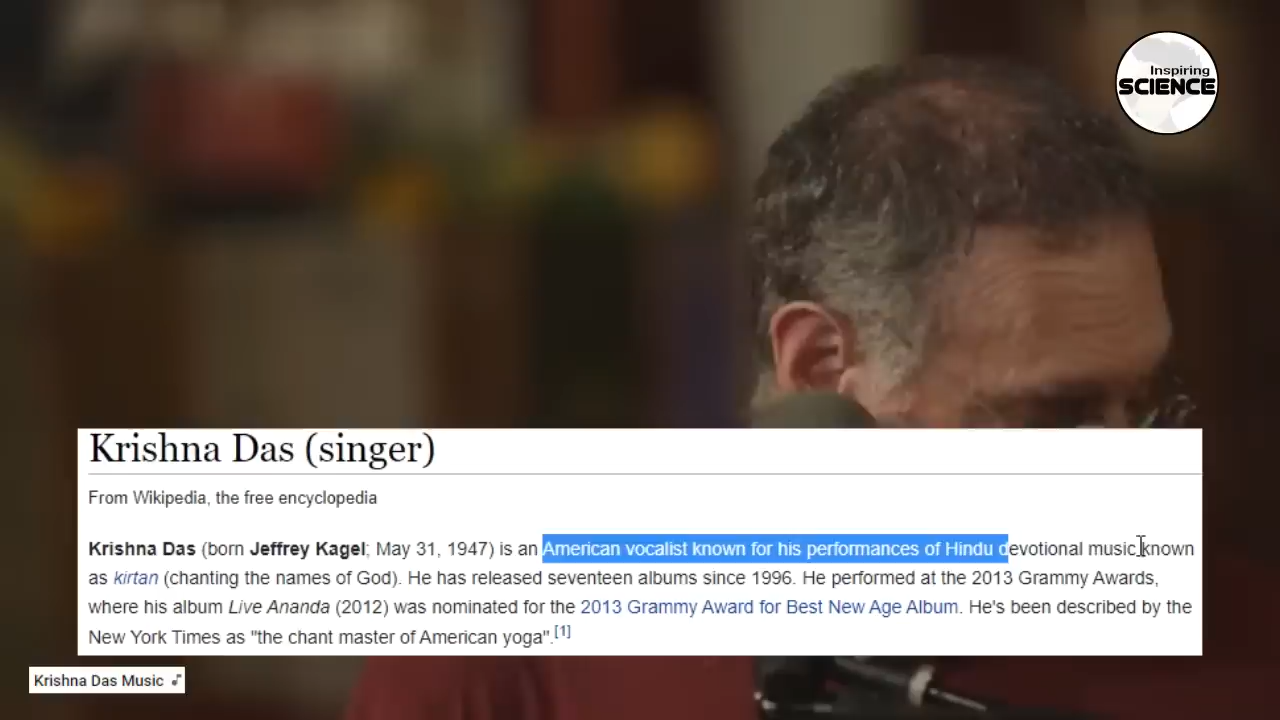 Inspiring
SCIENCE
Krishna Das (singer)
From Wikipedia, the free encyclopedia
Krishna Das (born Jeffrey Kagel; May 31, 1947) is an American vocalist known for his performances of Hindu devotional music known
as kirtan (chanting the names of God). He has released seventeen albums since 1996. He performed at the 2013 Grammy Awards,
where his album Live Ananda (2012) was nominated for the 2013 Grammy Award for Best New Age Album. He's been described by the
New York Times as "the chant master of American yoga".[1]
Krishna Das Music